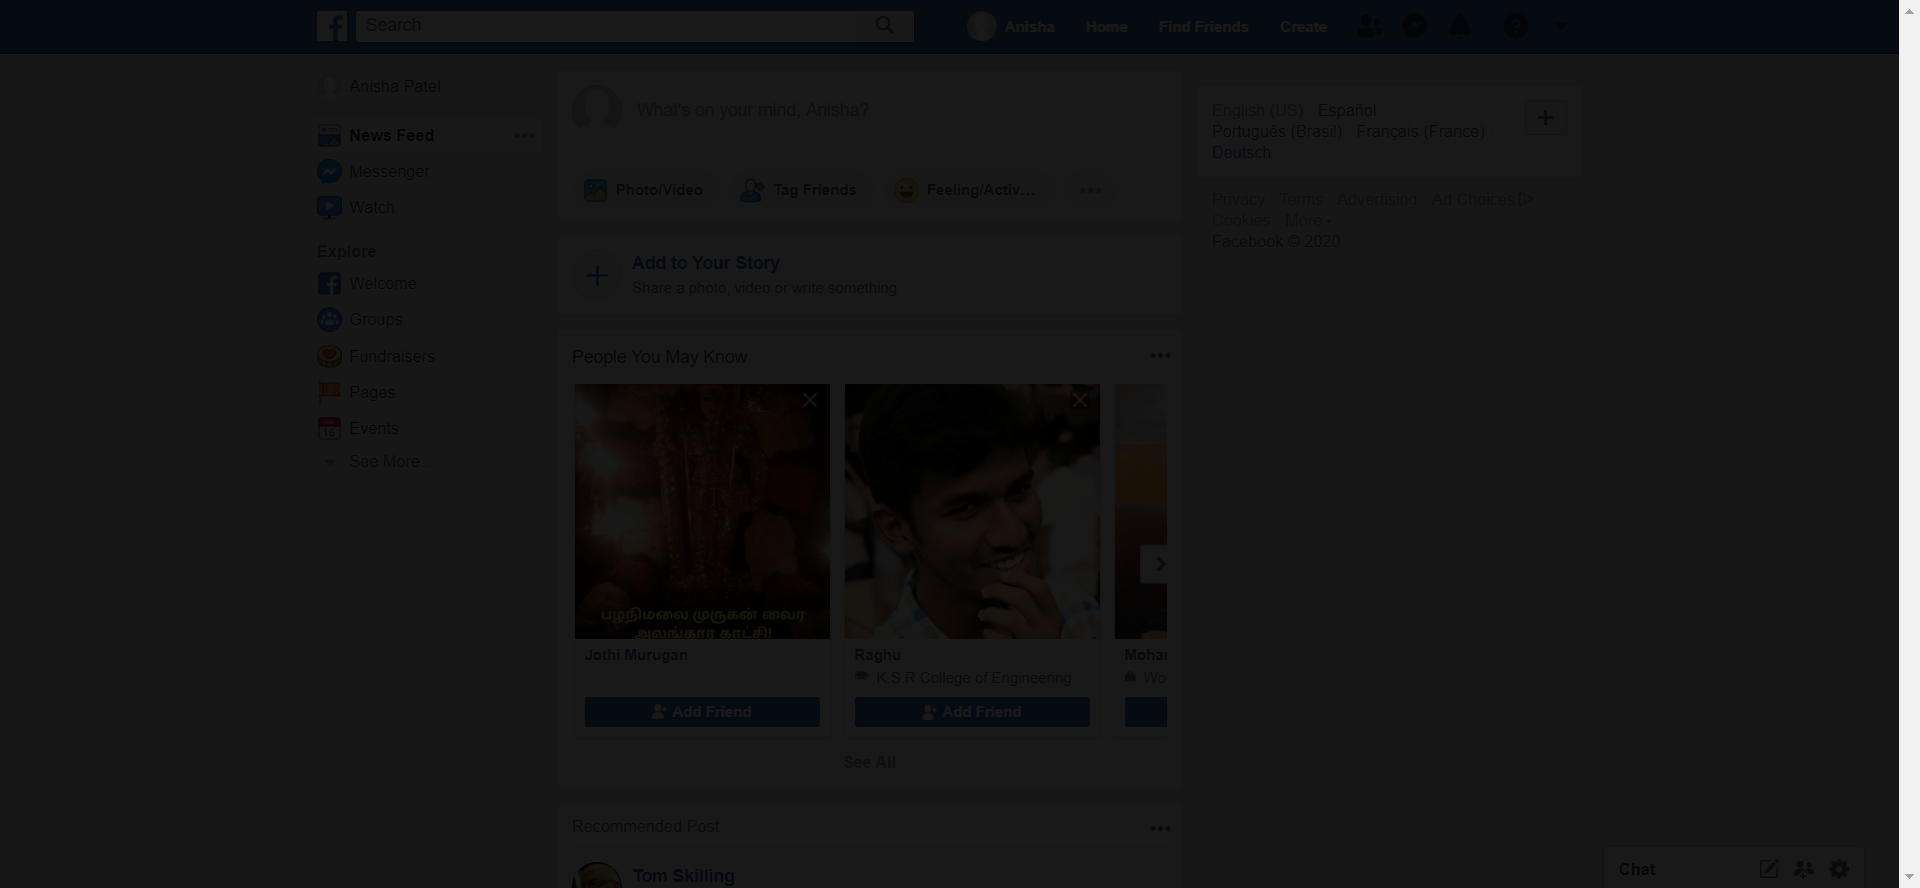 Search
Anisha
Home
Find Friends
Create
Anisha Patel
News Feed
Messenger
Watch
Explore
Welcome
Groups
Fundraisers
Pages
Events
See More...
What's on your mind, Anisha?
Photo/Video
Tag Friends
Feeling/Activ...
Add to Your Story
Share a photo, video or write something
People You May Know
பழநிமலை முருகன் வைர
அலங்கார காட்சி!
Jothi Murugan
Add Friend
Raghu
K.S.R College of Engineering
Add Friend
Mohar
Wo
See All
Recommended Post
Tom Skilling
English (US) Español
Português (Brasil) Français (France)
Deutsch
Privacy Terms Advertising Ad Choices
Cookies More
Facebook © 2020
Chat